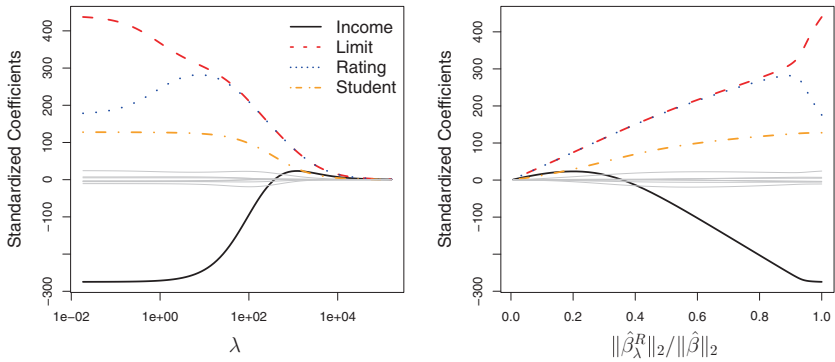 Standardized Coefficients
400
300
200
100
0
−100
−300
Income
Limit
Rating
Student
1e−02 1e+00 1e+02 1e+04
λ
Standardized Coefficients
400
300
200
100
0
−100
−300
0.0 0.2 0.4 0.6 0.8 1.0
‖β̂λᴿ‖₂/‖β̂‖₂